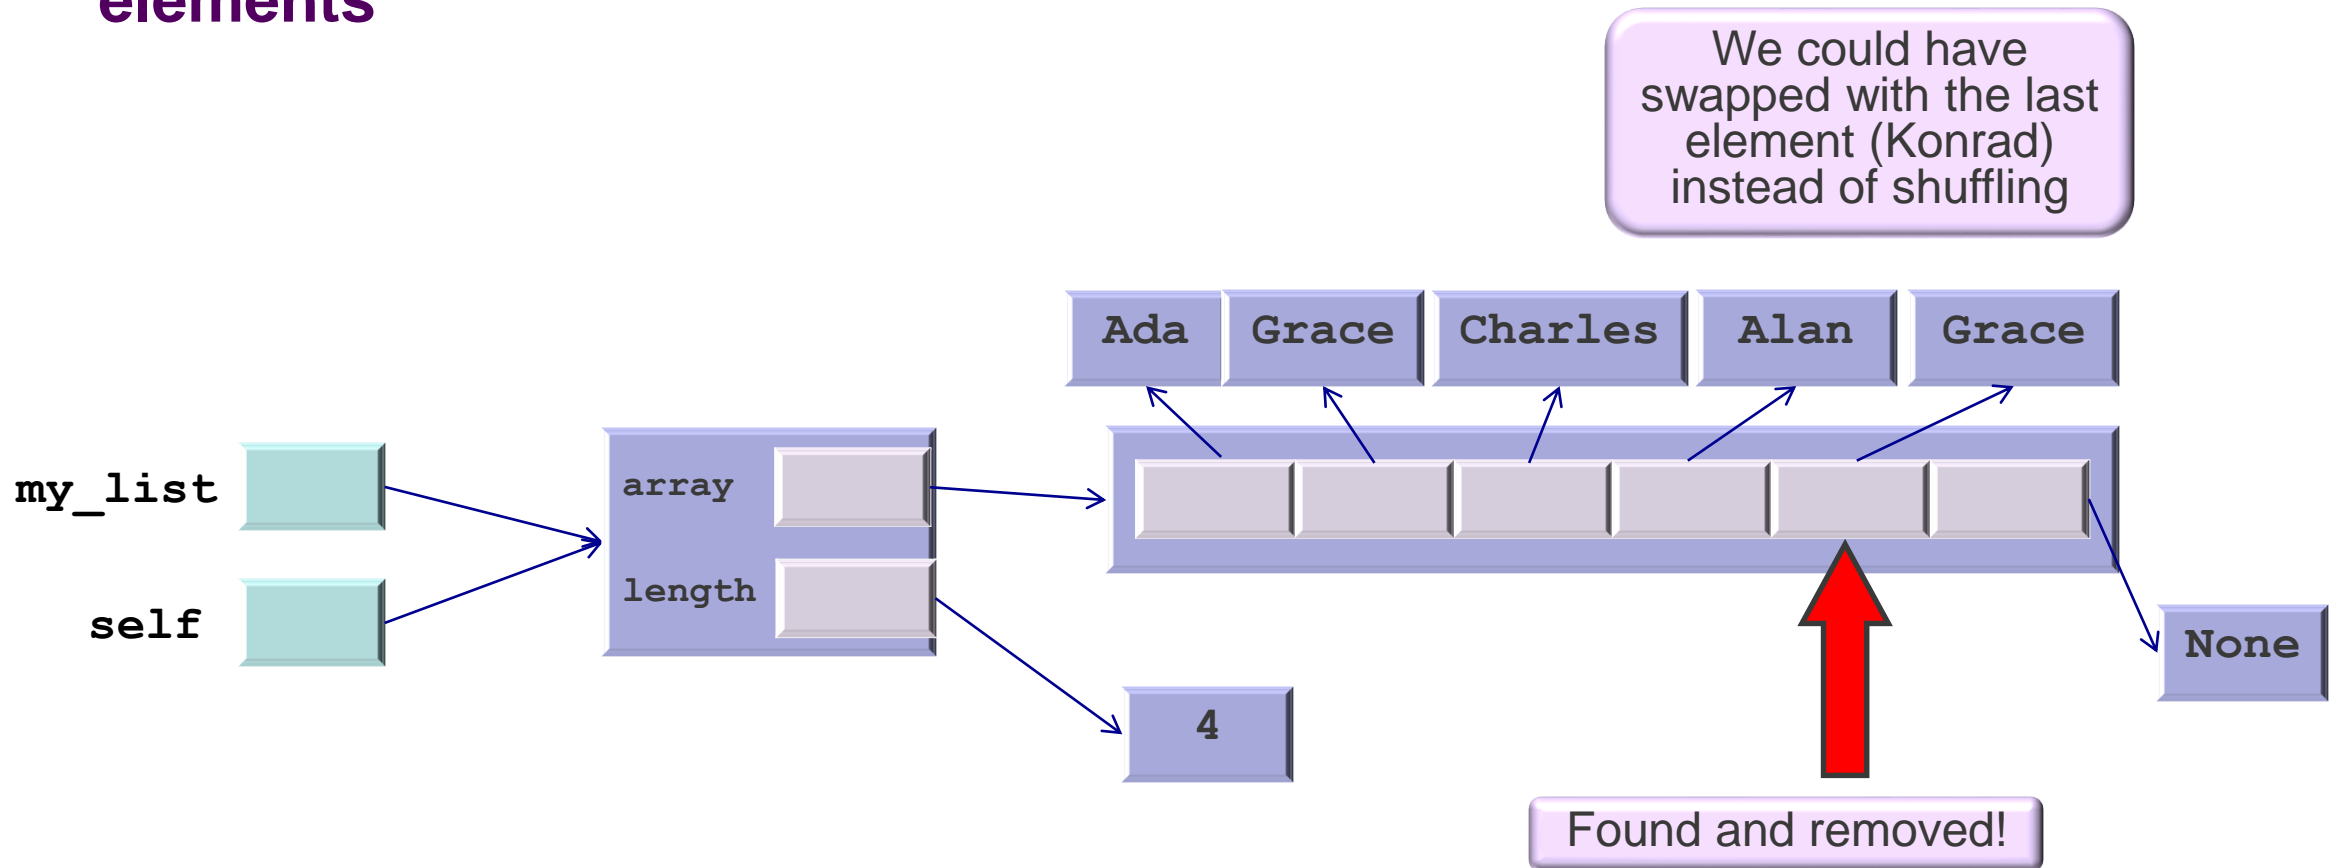 elements
We could have
swapped with the last
element (Konrad)
instead of shuffling
Ada Grace Charles Alan Grace
my_list
array
length
self
None
4
Found and removed!